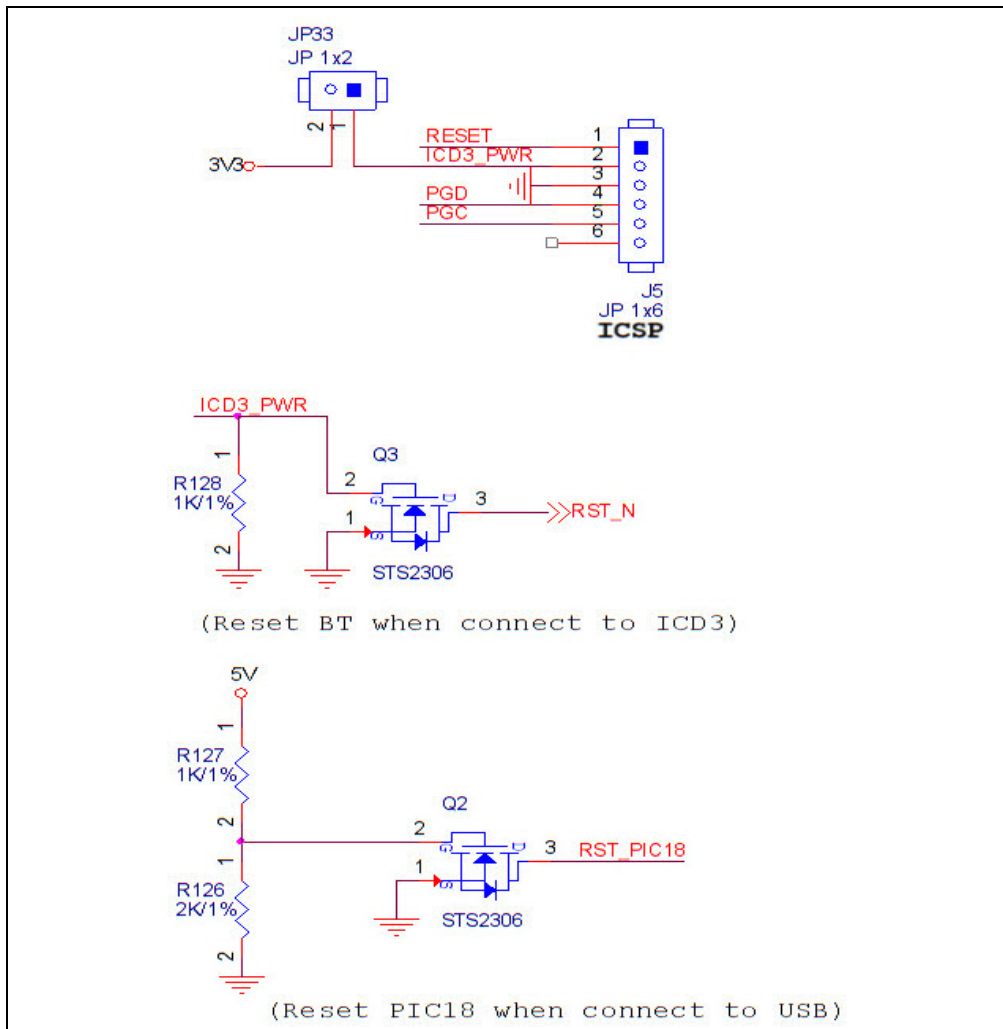 JP33
JP 1x2
2
1
3V3
RESET
ICD3_PWR
PGD
PGC
1
2
3
4
5
6
J5
JP 1x6
ICSP
ICD3_PWR
1
R128
1K/1%
2
Q3
2
1
G
D
S
3
RST_N
STS2306
(Reset BT when connect to ICD3)
5V
1
R127
1K/1%
2
1
R126
2K/1%
2
Q2
2
1
G
D
S
3
RST_PIC18
STS2306
(Reset PIC18 when connect to USB)